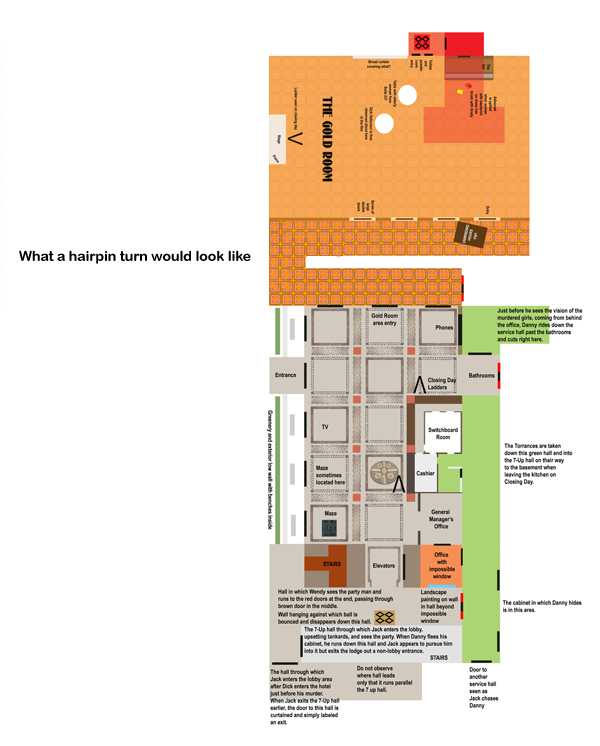 Broad curtain
covering what?
Ladder seen on closing day
THE GOLD ROOM
Stage
Entry
What a hairpin turn would look like
Gold Room
area entry
Phones
Just before he sees the vision of the
murdered girls, coming from behind
the office, Danny rides down the
service hall past the bathrooms
and cuts right here.
Entrance
Closing Day
Ladders
Bathrooms
TV
Switchboard
Room
Greenery and exterior low wall with benches inside
The Torrances are taken
down this green hall and into
the 7-Up hall on their way
to the basement when
leaving the kitchen on
Closing Day.
Maze
sometimes
located here
Cashier
Maze
General
Manager's
Office
STAIRS
Elevators
Office
with
impossible
window
Hall in which Wendy sees the party man and
runs to the red doors at the end, passing through
brown door in the middle.
Wall hanging against which ball is
bounced and disappears down this hall.
Landscape
painting on wall
in hall beyond
impossible
window
The cabinet in which Danny hides
is in this area.
The 7-Up hall through which Jack enters the lobby,
upsetting tankards, and sees the party. When Danny flees his
cabinet, he runs down this hall and Jack appears to pursue him
into it but exits the lodge out a non-lobby entrance.
STAIRS
The hall through which
Jack enters the lobby area
after Dick enters the hotel
just before his murder.
When Jack exits the 7-Up hall
earlier, the door to this hall is
curtained and simply labeled
an exit.
Do not observe
where hall leads
only that it runs parallel
the 7 up hall.
Door to
another
service hall
seen as
Jack chases
Danny